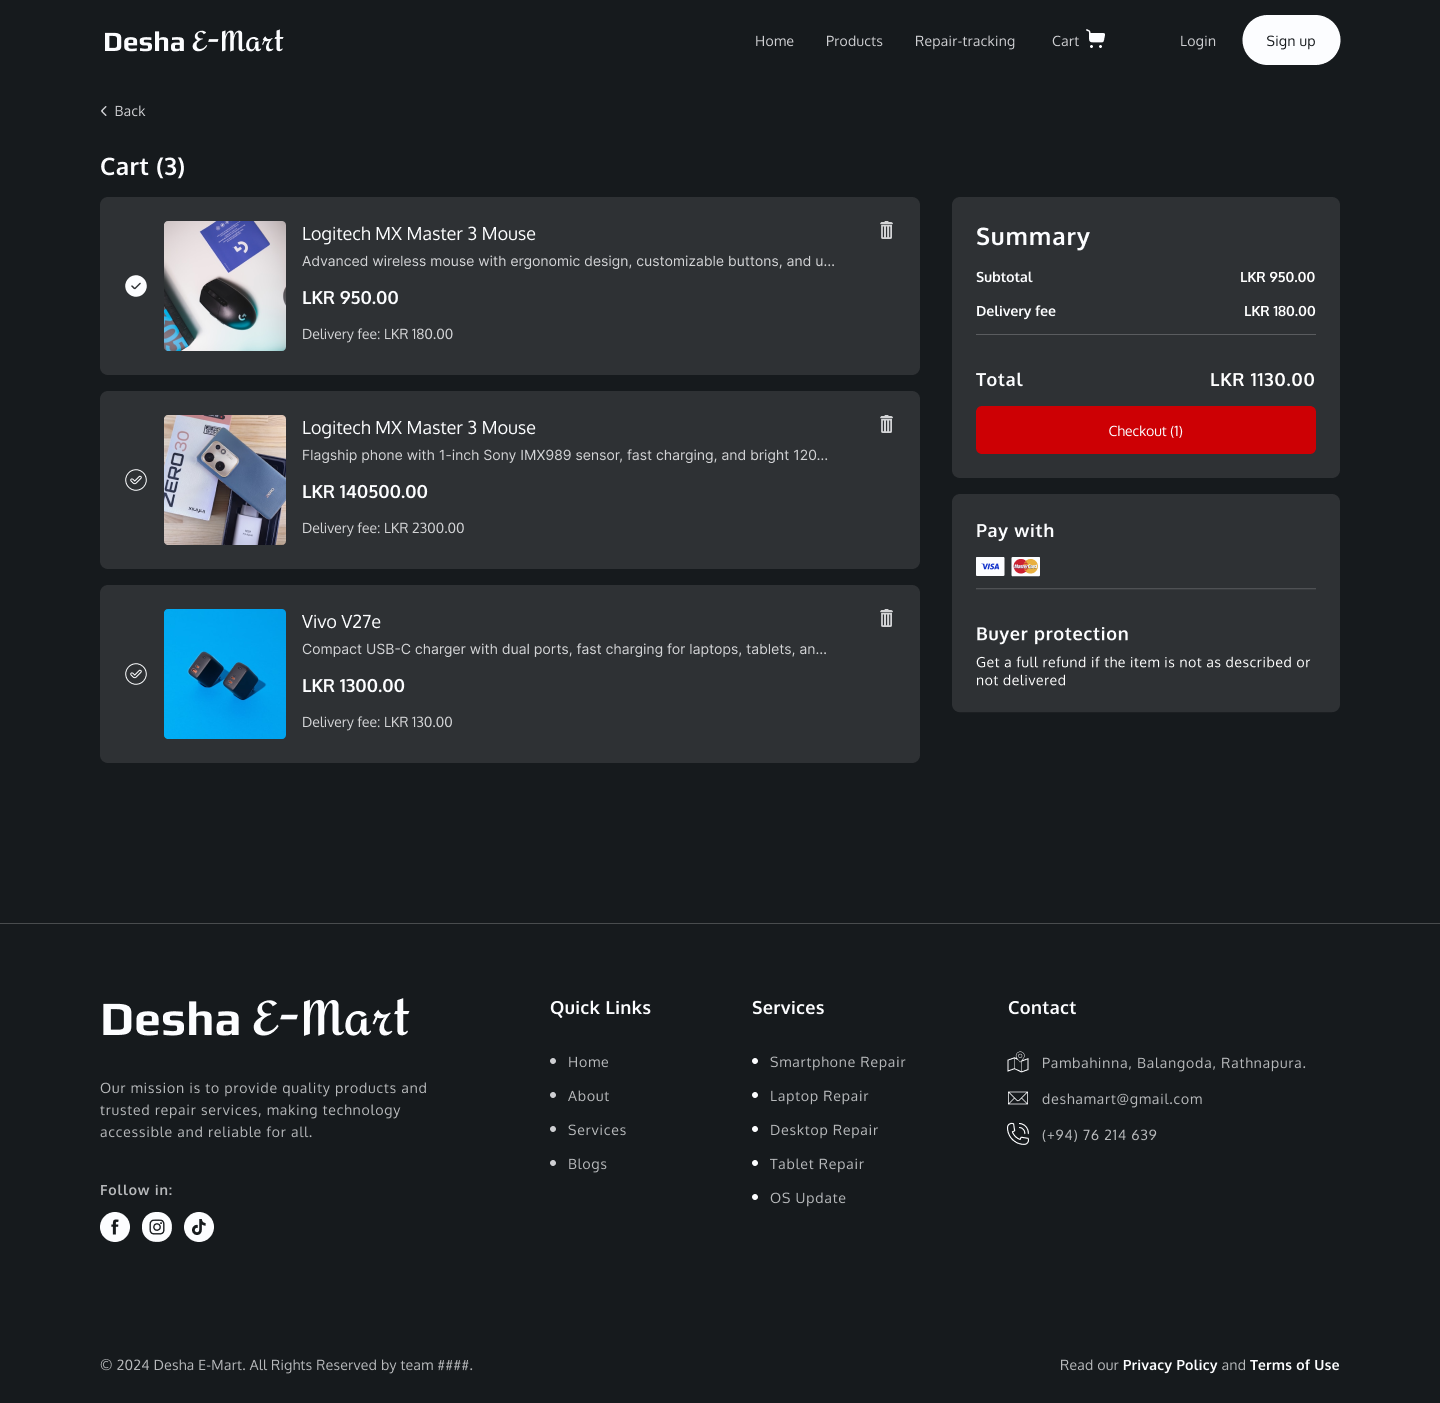 Desha E-Mart
Home
Products
Repair-tracking
Cart
Login
Sign up
Back
Cart (3)
Logitech MX Master 3 Mouse
Advanced wireless mouse with ergonomic design, customizable buttons, and u...
LKR 950.00
Delivery fee: LKR 180.00
Logitech MX Master 3 Mouse
Flagship phone with 1-inch Sony IMX989 sensor, fast charging, and bright 120...
LKR 140500.00
Delivery fee: LKR 2300.00
ZERO 30
Infinix
Vivo V27e
Compact USB-C charger with dual ports, fast charging for laptops, tablets, an...
LKR 1300.00
Delivery fee: LKR 130.00
Summary
Subtotal LKR 950.00
Delivery fee LKR 180.00
Total LKR 1130.00
Checkout (1)
Pay with
VISA MasterCard
Buyer protection
Get a full refund if the item is not as described or
not delivered
Desha E-Mart
Our mission is to provide quality products and
trusted repair services, making technology
accessible and reliable for all.
Follow in:
Quick Links
Home
About
Services
Blogs
Services
Smartphone Repair
Laptop Repair
Desktop Repair
Tablet Repair
OS Update
Contact
Pambahinna, Balangoda, Rathnapura.
deshamart@gmail.com
(+94) 76 214 639
© 2024 Desha E-Mart. All Rights Reserved by team ####.
Read our Privacy Policy and Terms of Use